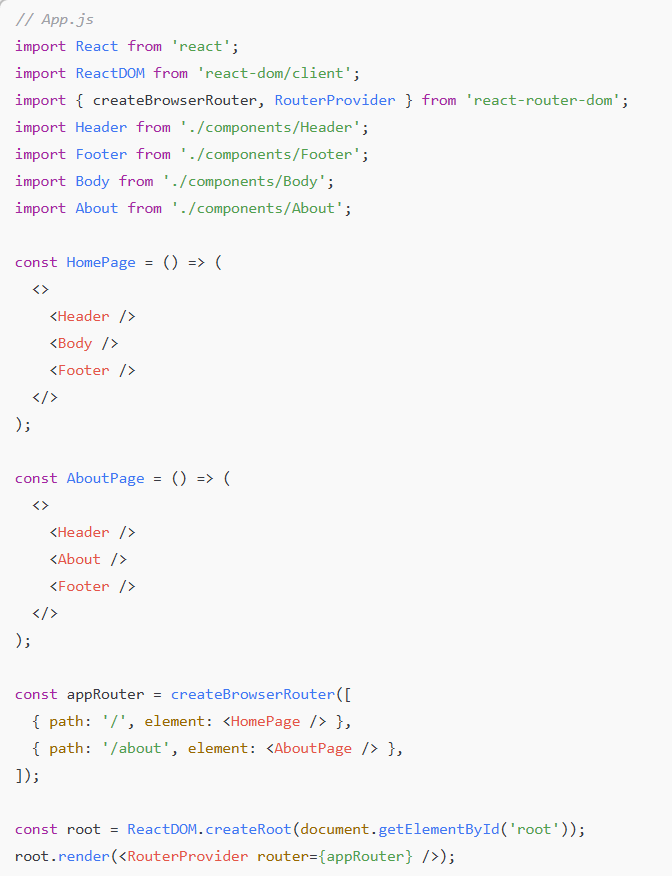 // App.js
import React from 'react';
import ReactDOM from 'react-dom/client';
import { createBrowserRouter, RouterProvider } from 'react-router-dom';
import Header from './components/Header';
import Footer from './components/Footer';
import Body from './components/Body';
import About from './components/About';

const HomePage = () => (
  <>
    <Header />
    <Body />
    <Footer />
  </>
);

const AboutPage = () => (
  <>
    <Header />
    <About />
    <Footer />
  </>
);

const appRouter = createBrowserRouter([
  { path: '/', element: <HomePage /> },
  { path: '/about', element: <AboutPage /> },
]);

const root = ReactDOM.createRoot(document.getElementById('root'));
root.render(<RouterProvider router={appRouter} />);